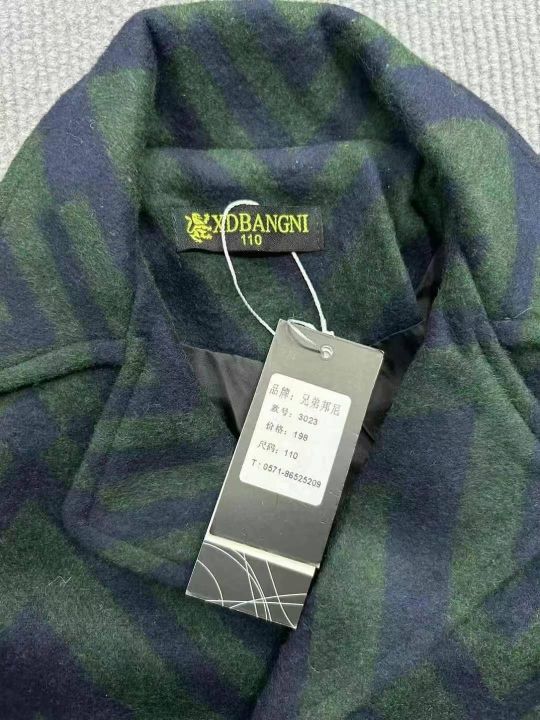 XDBANGNI
110
品牌：兄弟邦尼
款号：3023
价格：198
尺码：110
T：0571-86525209